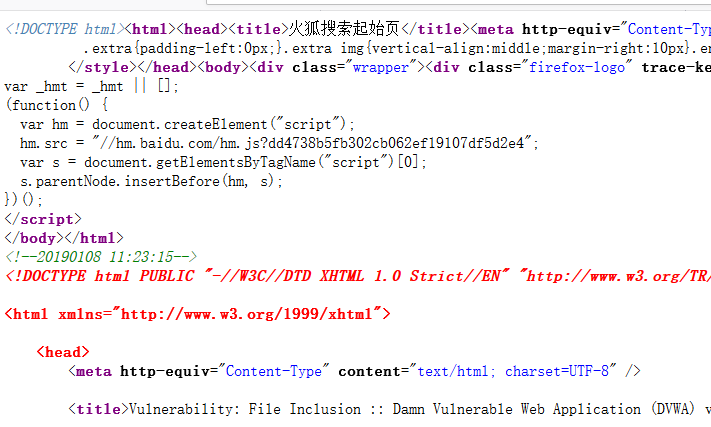 <!DOCTYPE html><html><head><title>火狐搜索起始页</title><meta http-equiv="Content-Typ
.extra{padding-left:0px;}.extra img{vertical-align:middle;margin-right:10px}.er
</style></head><body><div class="wrapper"><div class="firefox-logo" trace-ke
var _hmt = _hmt || [];
(function() {
var hm = document.createElement("script");
hm.src = "//hm.baidu.com/hm.js?dd4738b5fb302cb062ef19107df5d2e4";
var s = document.getElementsByTagName("script")[0];
s.parentNode.insertBefore(hm, s);
})();
</script>
</body></html>
<!--20190108 11:23:15-->
<!DOCTYPE html PUBLIC "-//W3C//DTD XHTML 1.0 Strict//EN" "http://www.w3.org/TR/
<html xmlns="http://www.w3.org/1999/xhtml">
<head>
<meta http-equiv="Content-Type" content="text/html; charset=UTF-8" />
<title>Vulnerability: File Inclusion :: Damn Vulnerable Web Application (DVWA) v